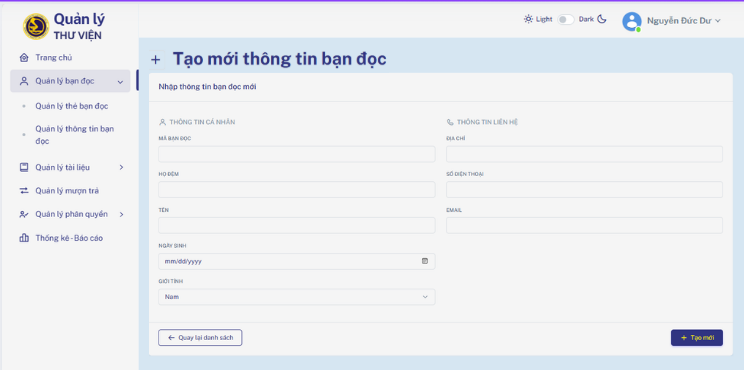 Quản lý
THƯ VIỆN
Light
Dark
Nguyễn Đức Dư
Trang chủ
Quản lý bạn đọc
Quản lý thẻ bạn đọc
Quản lý thông tin bạn
đọc
Quản lý tài liệu
Quản lý mượn trả
Quản lý phân quyền
Thống kê - Báo cáo
Tạo mới thông tin bạn đọc
Nhập thông tin bạn đọc mới
THÔNG TIN CÁ NHÂN
MÃ BẠN ĐỌC
HỌ ĐỆM
TÊN
NGÀY SINH
mm/dd/yyyy
GIỚI TÍNH
Nam
THÔNG TIN LIÊN HỆ
ĐỊA CHỈ
SỐ ĐIỆN THOẠI
EMAIL
Quay lại danh sách
Tạo mới